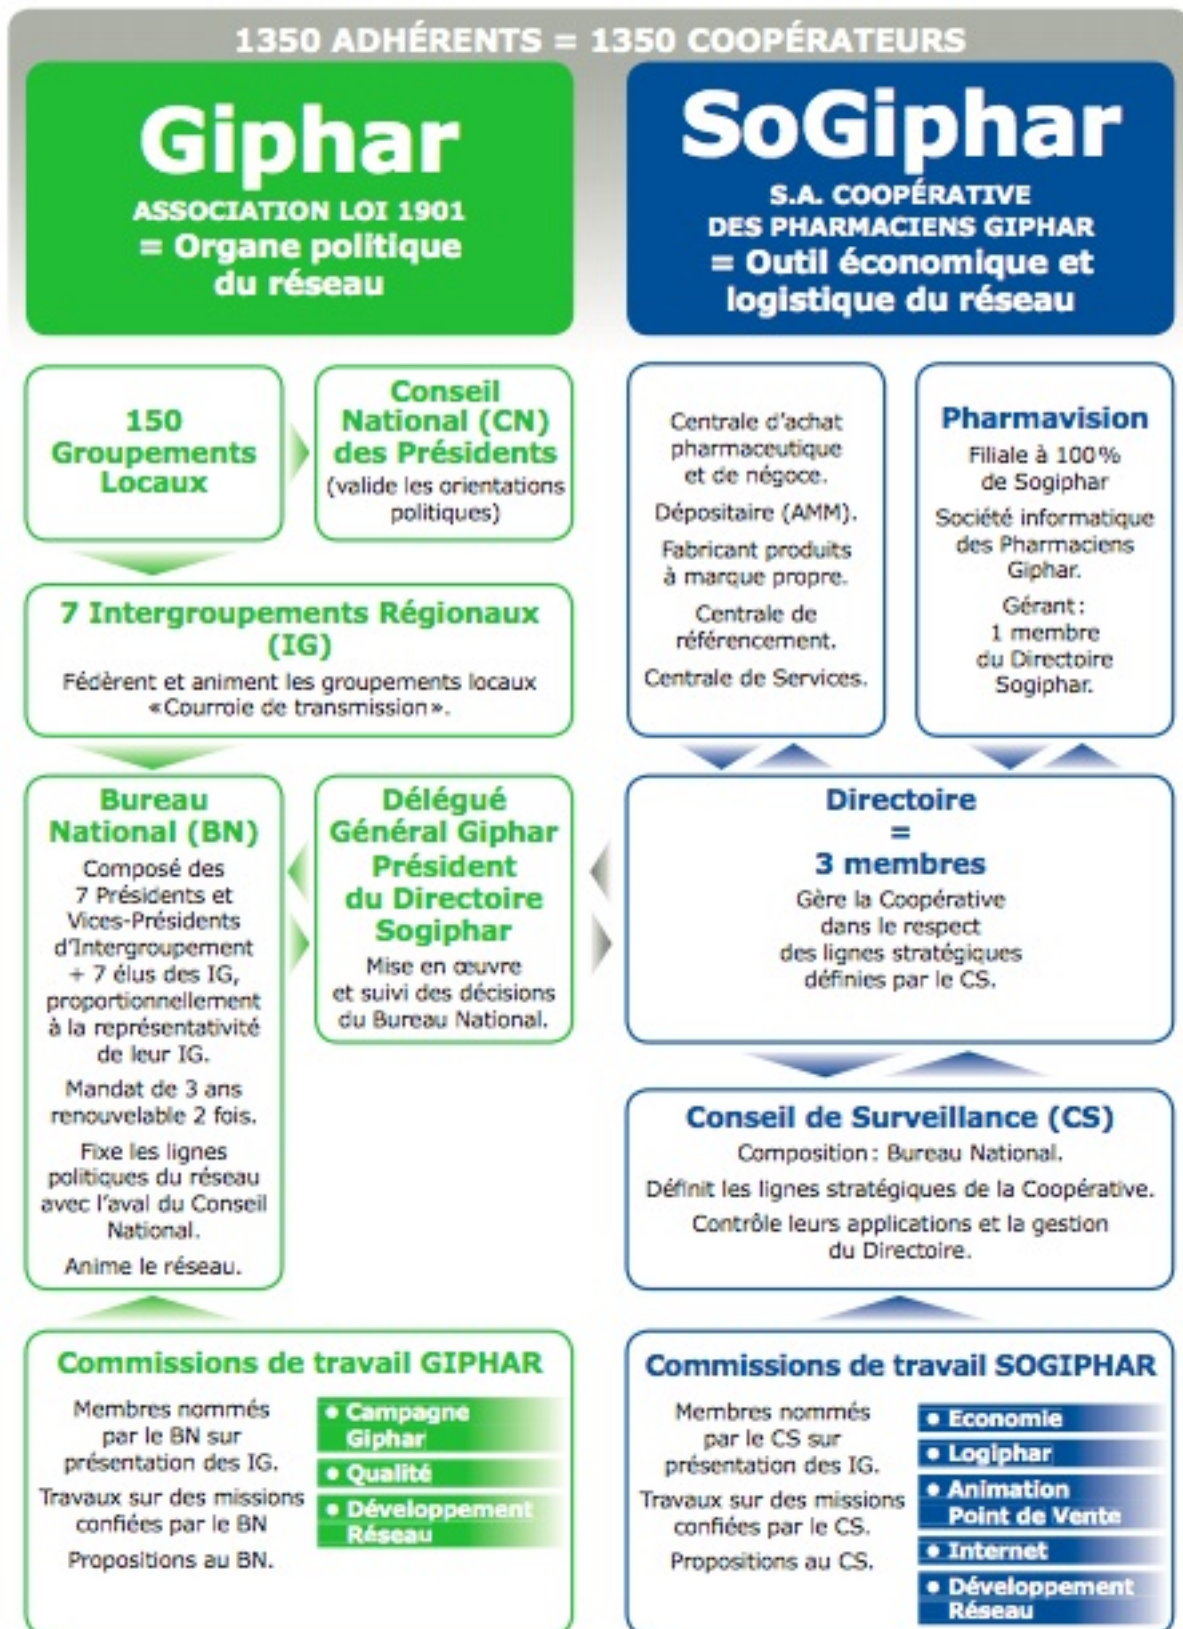 1350 ADHÉRENTS = 1350 COOPÉRATEURS
Giphar
ASSOCIATION LOI 1901
= Organe politique
du réseau
SoGiphar
S.A. COOPÉRATIVE
DES PHARMACIENS GIPHAR
= Outil économique et
logistique du réseau
150
Groupements
Locaux
Conseil
National (CN)
des Présidents
(valide les orientations
politiques)
7 Intergroupements Régionaux
(IG)
Fédèrent et animent les groupements locaux
«Courroie de transmission».
Bureau
National (BN)
Composé des
7 Présidents et
Vices-Présidents
d'Intergroupement
+ 7 élus des IG,
proportionnellement
à la représentativité
de leur IG.
Mandat de 3 ans
renouvelable 2 fois.
Fixe les lignes
politiques du réseau
avec l'aval du Conseil
National.
Anime le réseau.
Délégué
Général Giphar
Président
du Directoire
Sogiphar
Mise en œuvre
et suivi des décisions
du Bureau National.
Commissions de travail GIPHAR
Membres nommés
par le BN sur
présentation des IG.
Travaux sur des missions
confiées par le BN
Propositions au BN.
• Campagne
Giphar
• Qualité
• Développement
Réseau
Centrale d'achat
pharmaceutique
et de négoce.
Dépositaire (AMM).
Fabricant produits
à marque propre.
Centrale de
référencement.
Centrale de Services.
Pharmavision
Filiale à 100%
de Sogiphar
Société informatique
des Pharmaciens
Giphar.
Gérant:
1 membre
du Directoire
Sogiphar.
Directoire
=
3 membres
Gère la Coopérative
dans le respect
des lignes stratégiques
définies par le CS.
Conseil de Surveillance (CS)
Composition: Bureau National.
Définit les lignes stratégiques de la Coopérative.
Contrôle leurs applications et la gestion
du Directoire.
Commissions de travail SOGIPHAR
Membres nommés
par le CS sur
présentation des IG.
Travaux sur des missions
confiées par le CS.
Propositions au CS.
• Economie
• Logiphar
• Animation
Point de Vente
• Internet
• Développement
Réseau